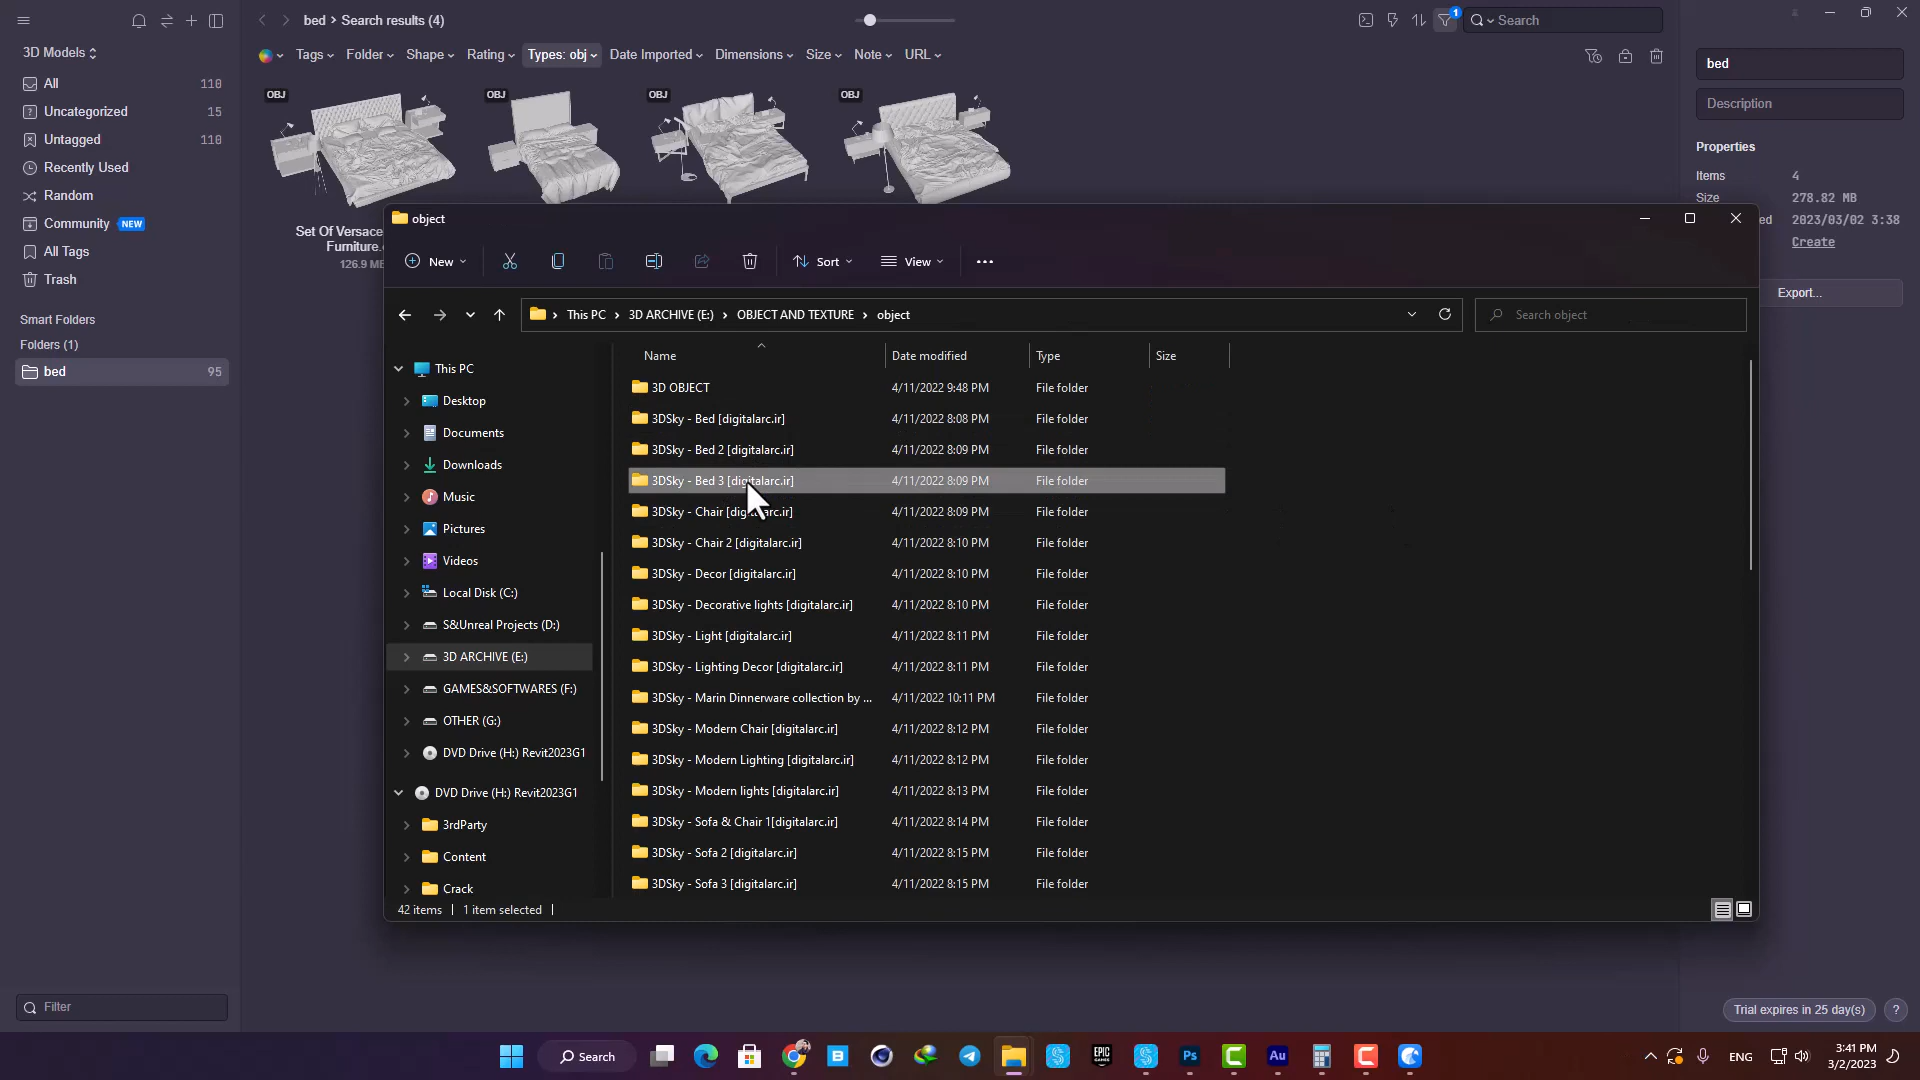 bed > Search results (4)
1
Search
3D Models
Tags
Folder
Shape
Rating
Types: obj
Date Imported
Dimensions
Size
Note
URL
All 110
Uncategorized 15
Untagged 110
Recently Used
Random
Community NEW
All Tags
Trash
Smart Folders
Folders (1)
bed 95
Filter
OBJ
OBJ
OBJ
OBJ
Set Of Versace
Furniture.
126.9
bed
Description
Properties
Items 4
Size 278.82 MB
2023/03/02 3:38
Create
Export...
Trial expires in 25 day(s)
?
object
New
Sort
View
This PC > 3D ARCHIVE (E:) > OBJECT AND TEXTURE > object
Search object
This PC
Desktop
Documents
Downloads
Music
Pictures
Videos
Local Disk (C:)
S&Unreal Projects (D:)
3D ARCHIVE (E:)
GAMES&SOFTWARES (F:)
OTHER (G:)
DVD Drive (H:) Revit2023G1
DVD Drive (H:) Revit2023G1
3rdParty
Content
Crack
Name Date modified Type Size
3D OBJECT 4/11/2022 9:48 PM File folder
3DSky - Bed [digitalarc.ir] 4/11/2022 8:08 PM File folder
3DSky - Bed 2 [digitalarc.ir] 4/11/2022 8:09 PM File folder
3DSky - Bed 3 [digitalarc.ir] 4/11/2022 8:09 PM File folder
3DSky - Chair [digitalarc.ir] 4/11/2022 8:09 PM File folder
3DSky - Chair 2 [digitalarc.ir] 4/11/2022 8:10 PM File folder
3DSky - Decor [digitalarc.ir] 4/11/2022 8:10 PM File folder
3DSky - Decorative lights [digitalarc.ir] 4/11/2022 8:10 PM File folder
3DSky - Light [digitalarc.ir] 4/11/2022 8:11 PM File folder
3DSky - Lighting Decor [digitalarc.ir] 4/11/2022 8:11 PM File folder
3DSky - Marin Dinnerware collection by ... 4/11/2022 10:11 PM File folder
3DSky - Modern Chair [digitalarc.ir] 4/11/2022 8:12 PM File folder
3DSky - Modern Lighting [digitalarc.ir] 4/11/2022 8:12 PM File folder
3DSky - Modern lights [digitalarc.ir] 4/11/2022 8:13 PM File folder
3DSky - Sofa & Chair 1[digitalarc.ir] 4/11/2022 8:14 PM File folder
3DSky - Sofa 2 [digitalarc.ir] 4/11/2022 8:15 PM File folder
3DSky - Sofa 3 [digitalarc.ir] 4/11/2022 8:15 PM File folder
42 items 1 item selected
Search
EPIC
GAMES
Ps
C
Au
C
ENG
3:41 PM
3/2/2023